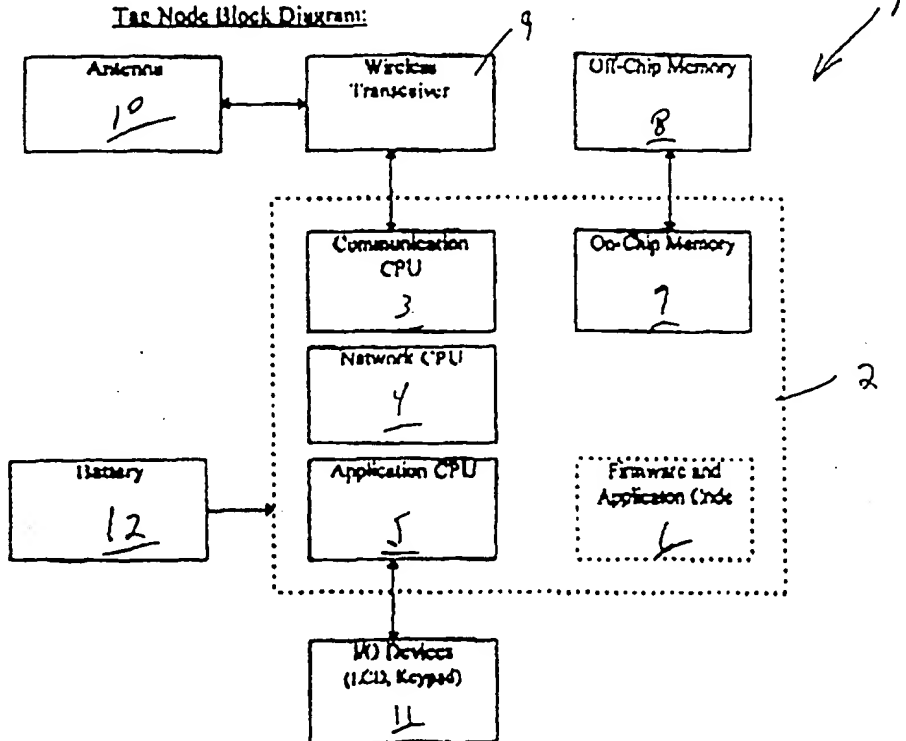 Tag Node Block Diagram:
9
Antenna
10
Wireless
Transceiver
Off-Chip Memory
8
Communication
CPU
3
On-Chip Memory
7
Network CPU
4
2
Battery
12
Application CPU
5
Firmware and
Application Code
6
I/O Devices
(LCD, Keypad)
11